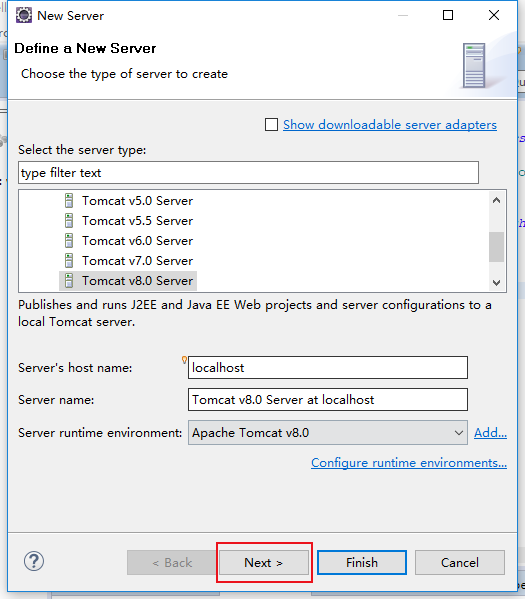 New Server
Define a New Server
Choose the type of server to create
Show downloadable server adapters
Select the server type:
type filter text
Tomcat v5.0 Server
Tomcat v5.5 Server
Tomcat v6.0 Server
Tomcat v7.0 Server
Tomcat v8.0 Server
Publishes and runs J2EE and Java EE Web projects and server configurations to a
local Tomcat server.
Server's host name: localhost
Server name: Tomcat v8.0 Server at localhost
Server runtime environment: Apache Tomcat v8.0 Add...
Configure runtime environments...
? < Back Next > Finish Cancel